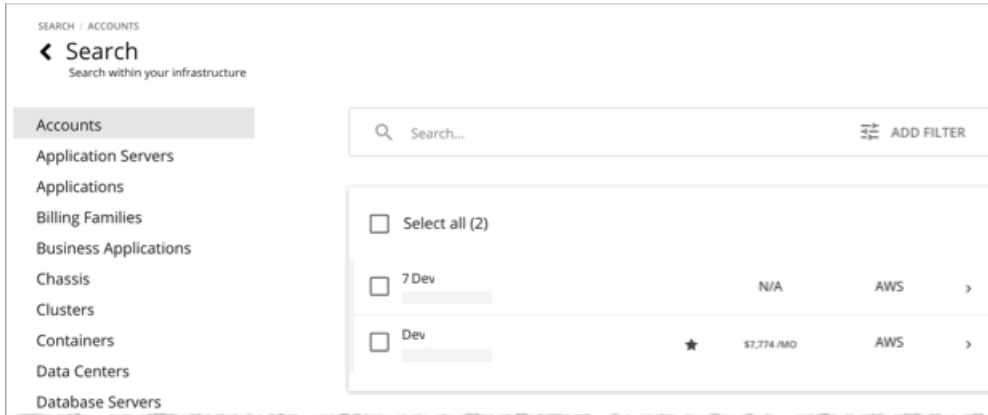 SEARCH / ACCOUNTS
Search
Search within your infrastructure
Accounts
Application Servers
Applications
Billing Families
Business Applications
Chassis
Clusters
Containers
Data Centers
Database Servers
Search...
ADD FILTER
Select all (2)
7 Dev
N/A
AWS
Dev
$7,774 /MO
AWS